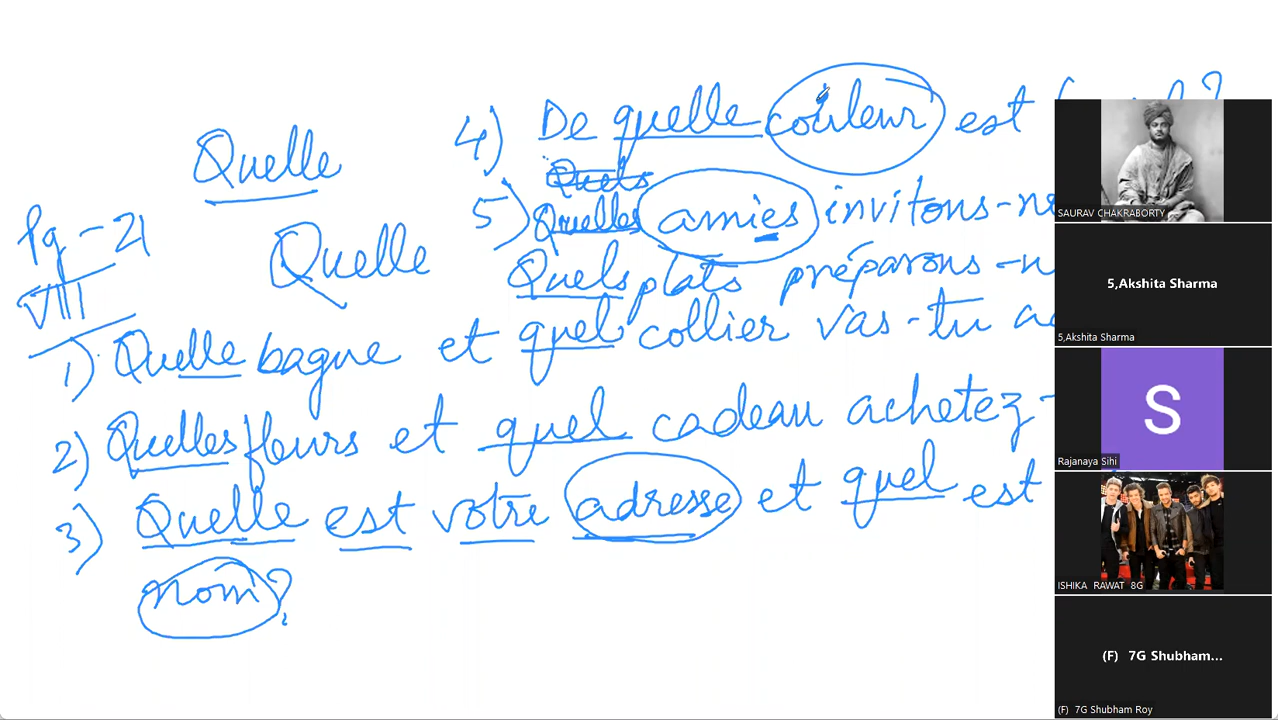 Quelle
Quelle
Pg - 21
VIII
1) Quelle bague et quel collier vas-tu
2) Quelles fleurs et quel cadeau achetez-
3) Quelle est votre adresse et quel est
nom?
4) De quelle couleur est
Quels
5) Quelles amies invitons-
Quels plats préparons-
SAURAV CHAKRABORTY
5,Akshita Sharma
5,Akshita Sharma
S
Rajanaya Sihi
ISHIKA RAWAT 8G
(F) 7G Shubham...
(F) 7G Shubham Roy